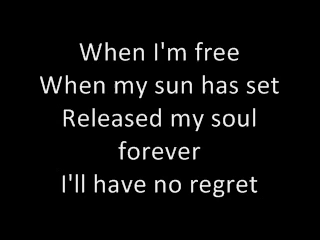 When I'm free
When my sun has set
Released my soul
forever
I'll have no regret